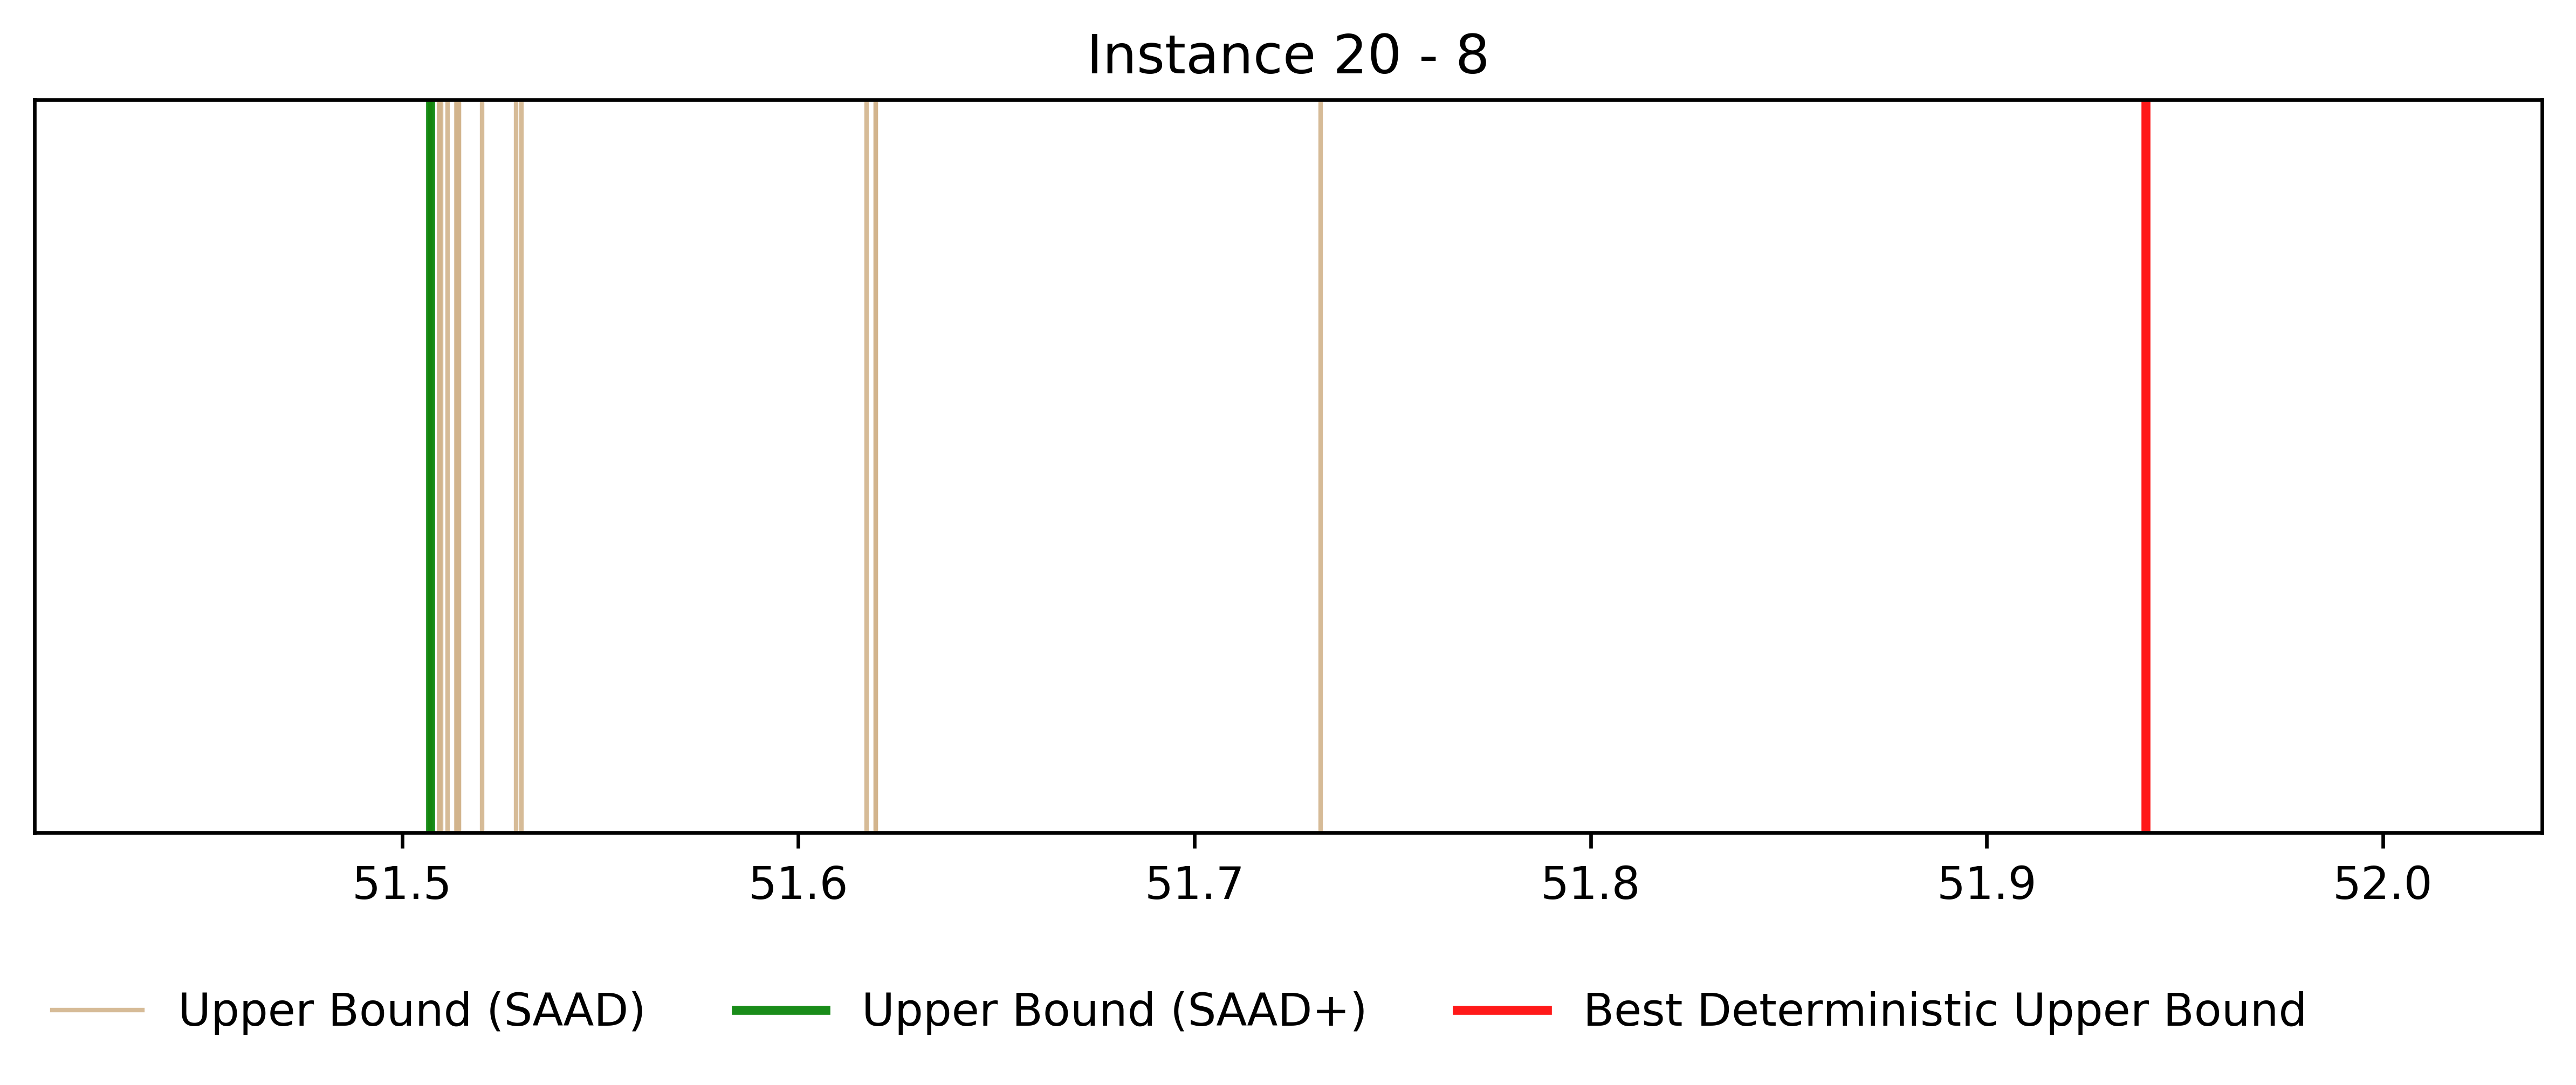 Instance 20 - 8
51.5 51.6 51.7 51.8 51.9 52.0
Upper Bound (SAAD) Upper Bound (SAAD+) Best Deterministic Upper Bound